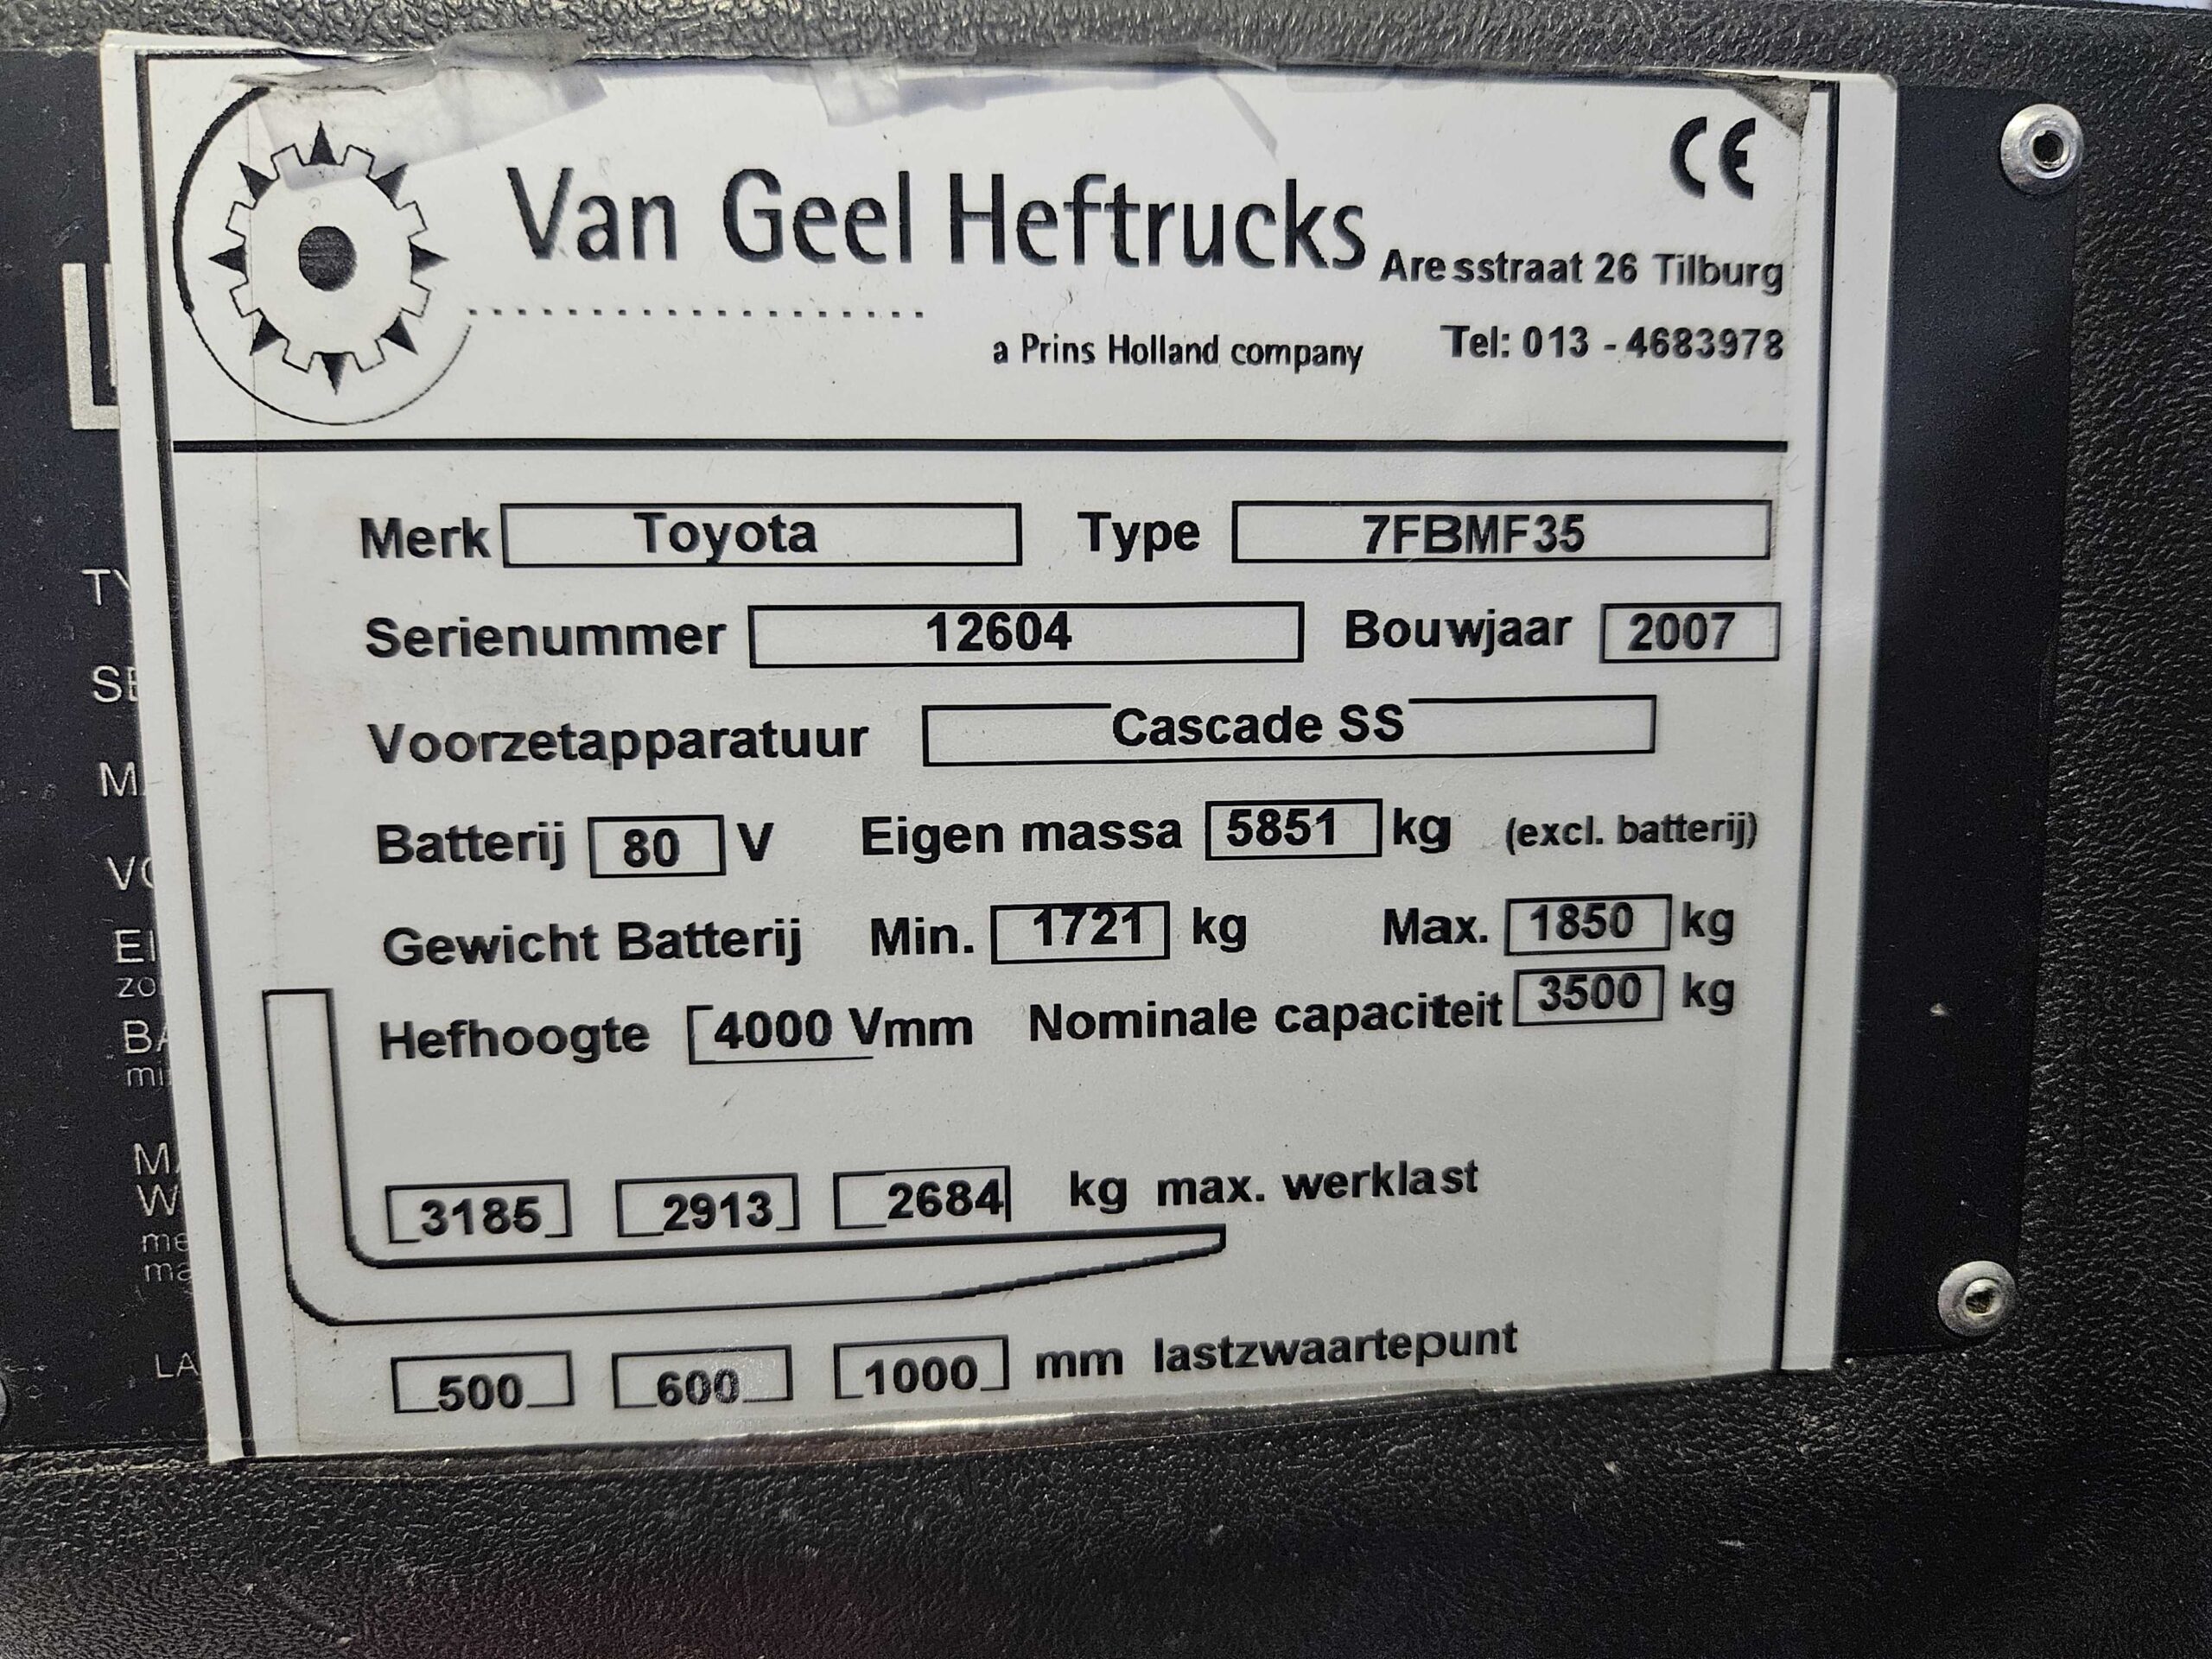 CE
Van Geel Heftrucks
Aresstraat 26 Tilburg
a Prins Holland company
Tel: 013 - 4683978
Merk Toyota Type 7FBMF35
Serienummer 12604 Bouwjaar 2007
Voorzetapparatuur Cascade SS
Batterij 80 V Eigen massa 5851 kg (excl. batterij)
Gewicht Batterij Min. 1721 kg Max. 1850 kg
Hefhoogte 4000 Vmm Nominale capaciteit 3500 kg
3185 2913 2684 kg max. werklast
500 600 1000 mm lastzwaartepunt